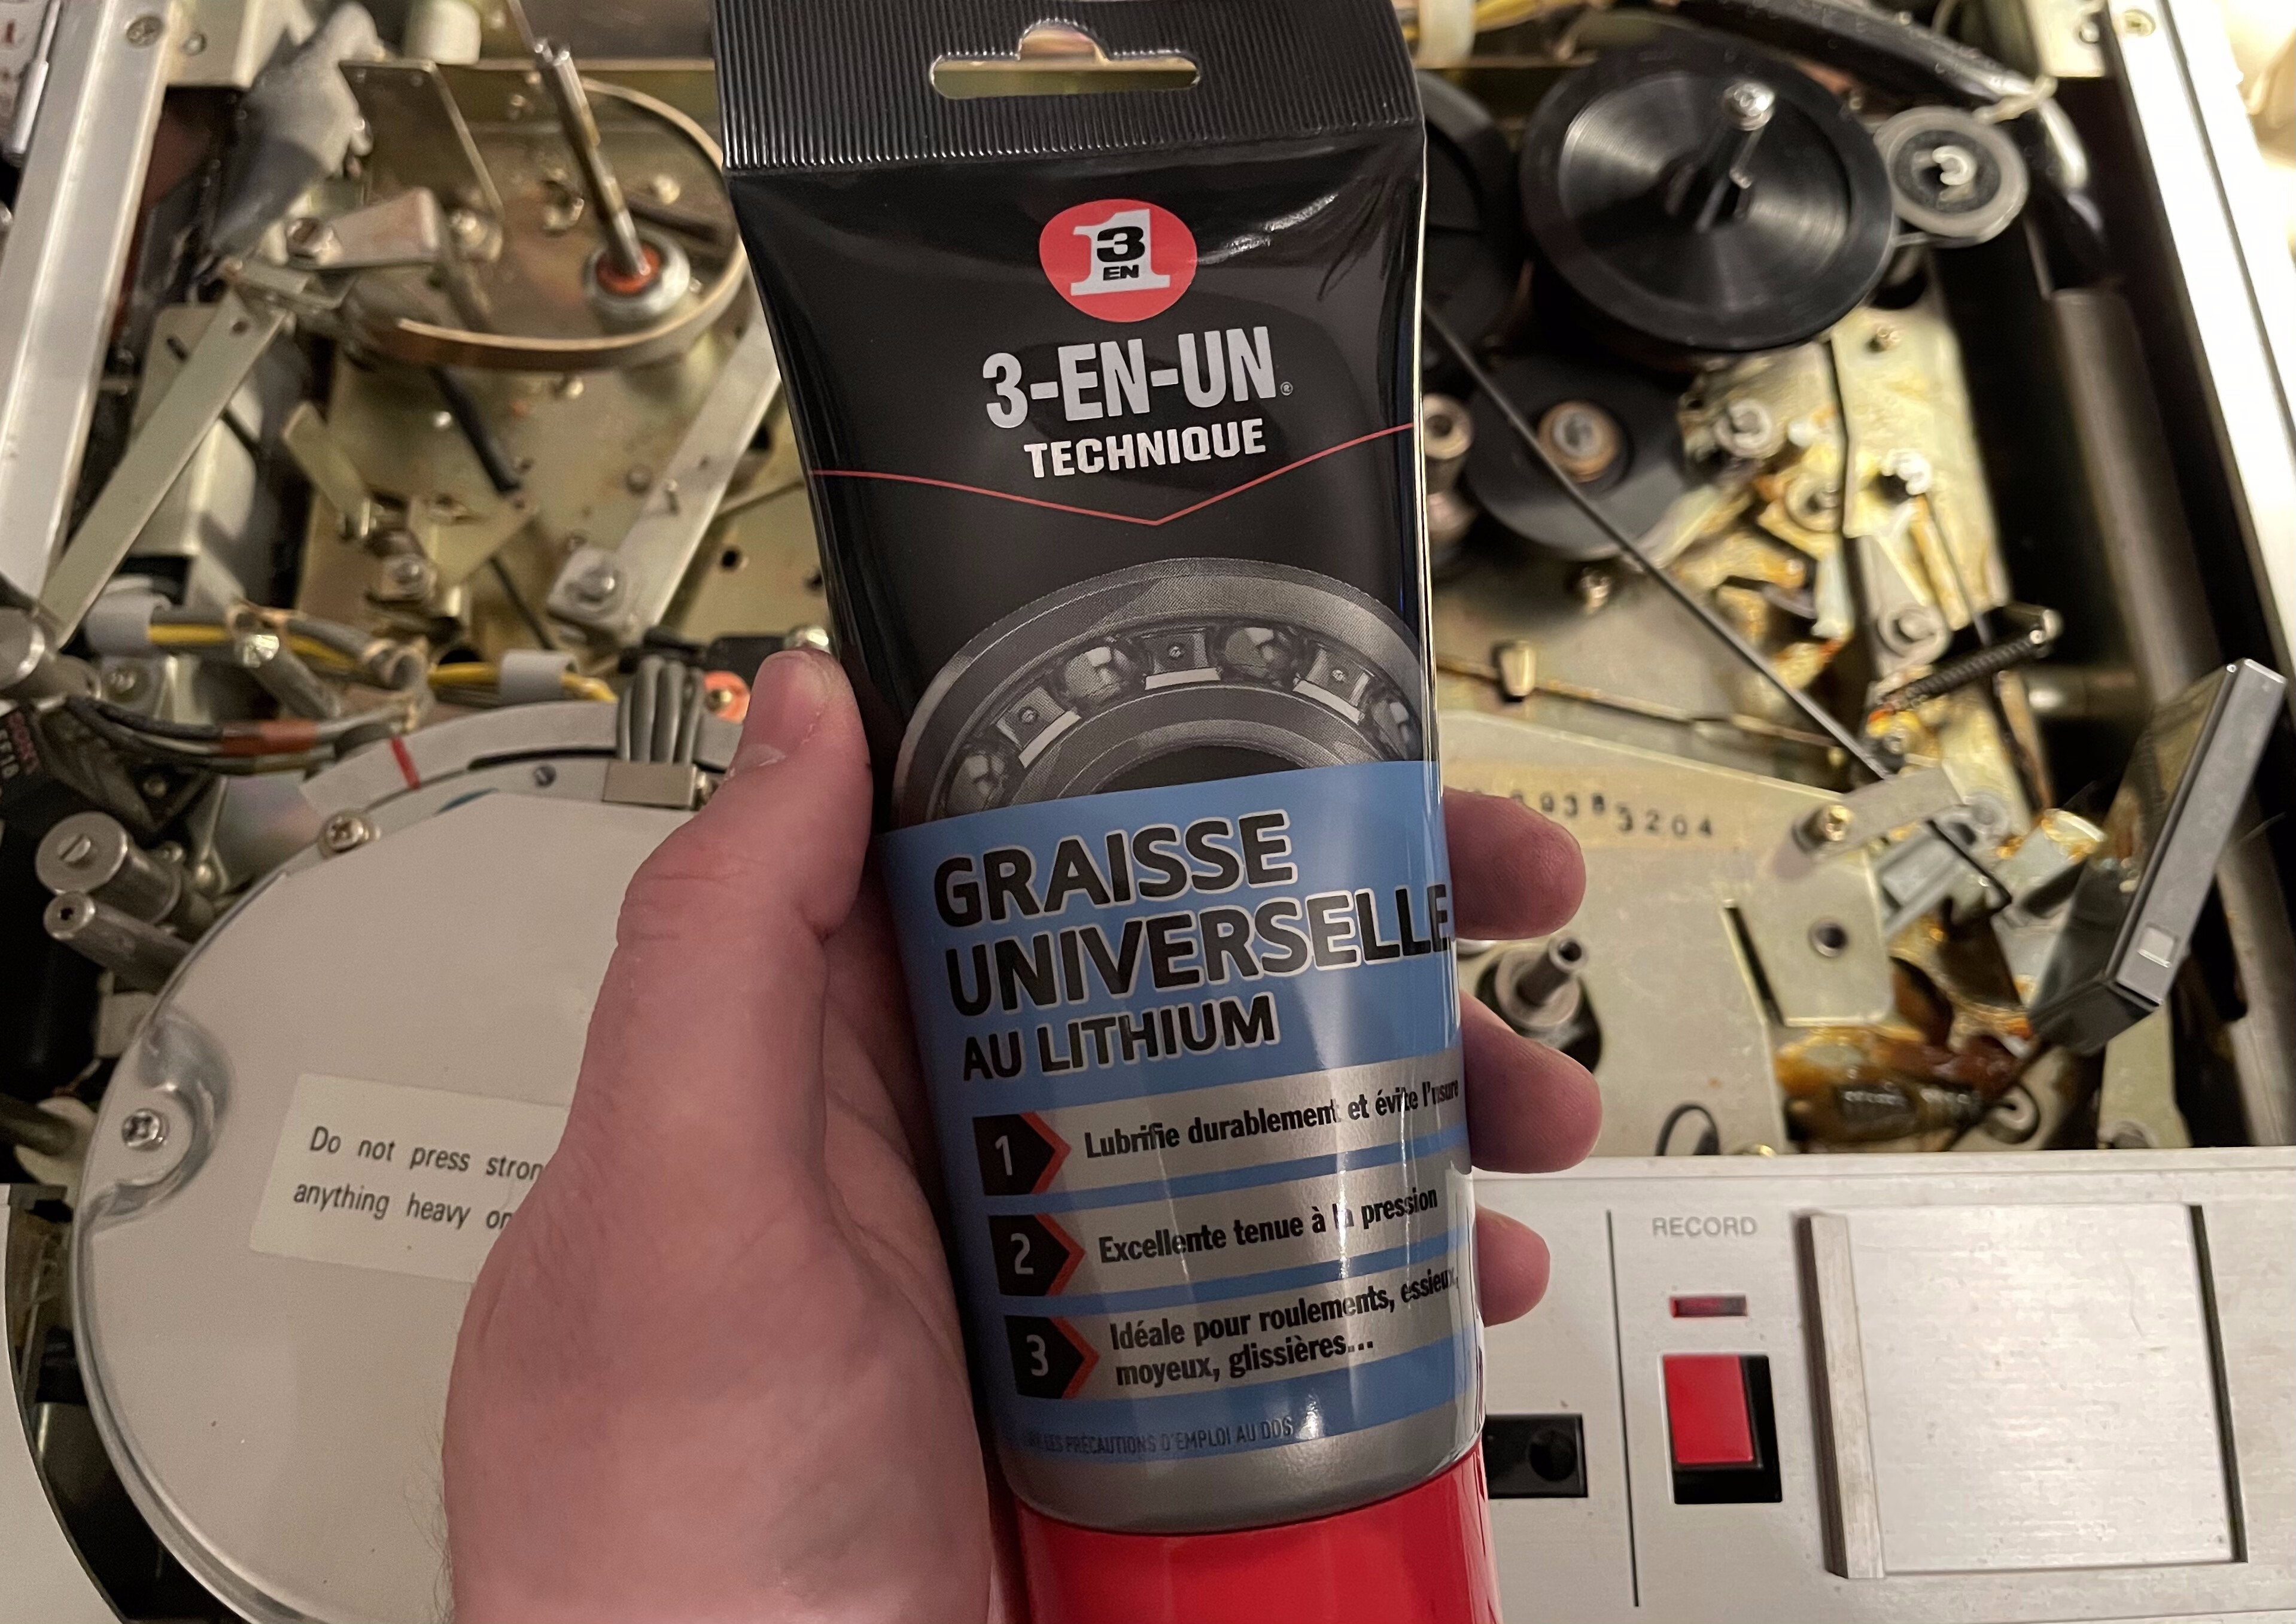 3
EN
1
3-EN-UN®
TECHNIQUE
GRAISSE
UNIVERSELLE
AU LITHIUM
1 Lubrifie durablement et évite l'usure
2 Excellente tenue à la pression
3 Idéale pour roulements, essieux,
moyeux, glissières...
LES PRÉCAUTIONS D'EMPLOI AU DOS
Do not press
anything heavy
3204
RECORD